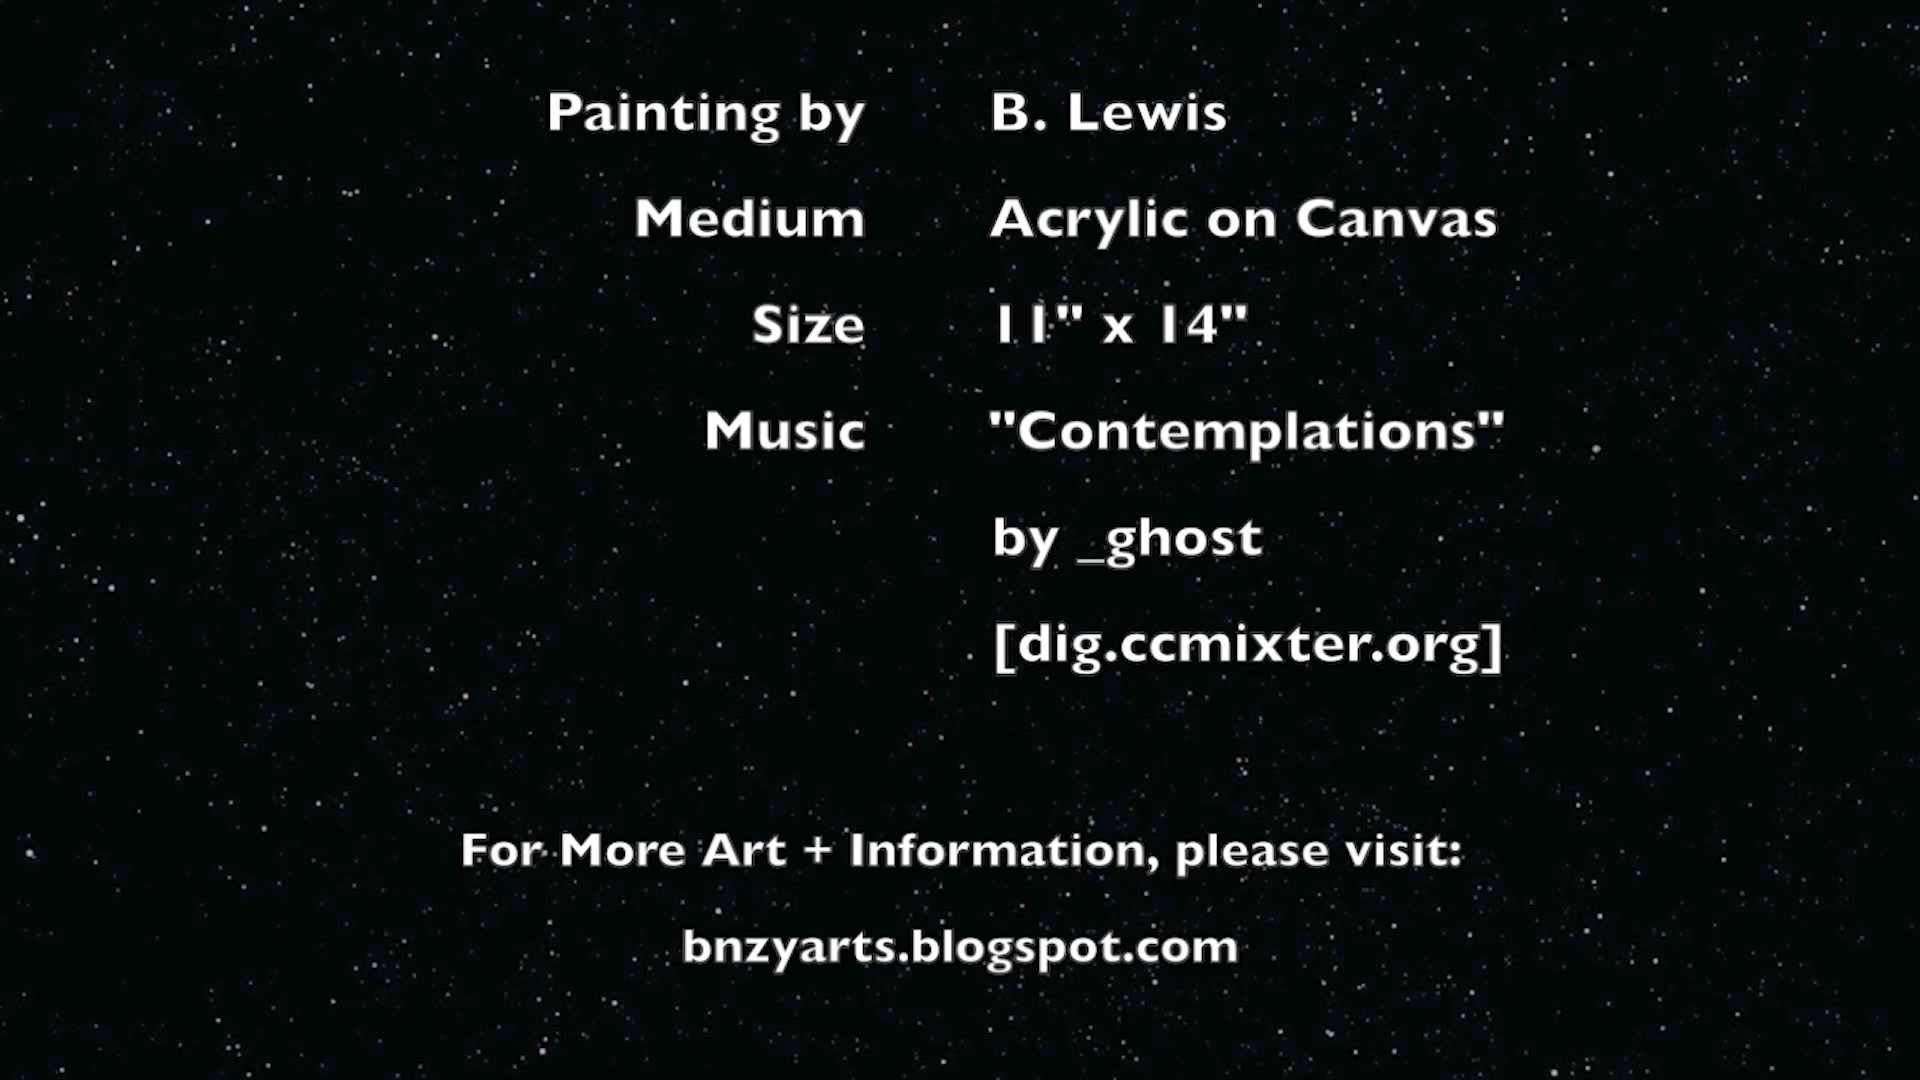 Painting by B. Lewis
Medium Acrylic on Canvas
Size 11" x 14"
Music "Contemplations"
by _ghost
[dig.ccmixter.org]
For More Art + Information, please visit:
bnzyarts.blogspot.com